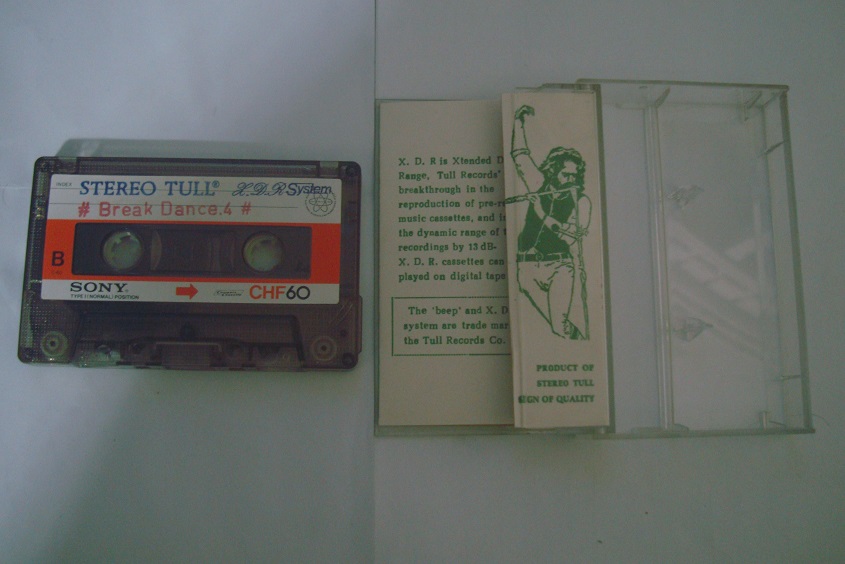 STEREO TULL® X.D.R. System
# Break Dance.4 #
B
SONY
TYPE I (NORMAL) POSITION
CHF60
X. D. R is Xtended D
Range, Tull Records'
breakthrough in the
reproduction of pre-re
music cassettes, and i
the dynamic range of t
recordings by 13 dB-
X. D. R. cassettes can
played on digital tape
The 'beep' and X. D
system are trade mar
the Tull Records Co.
PRODUCT OF
STEREO TULL
SIGN OF QUALITY